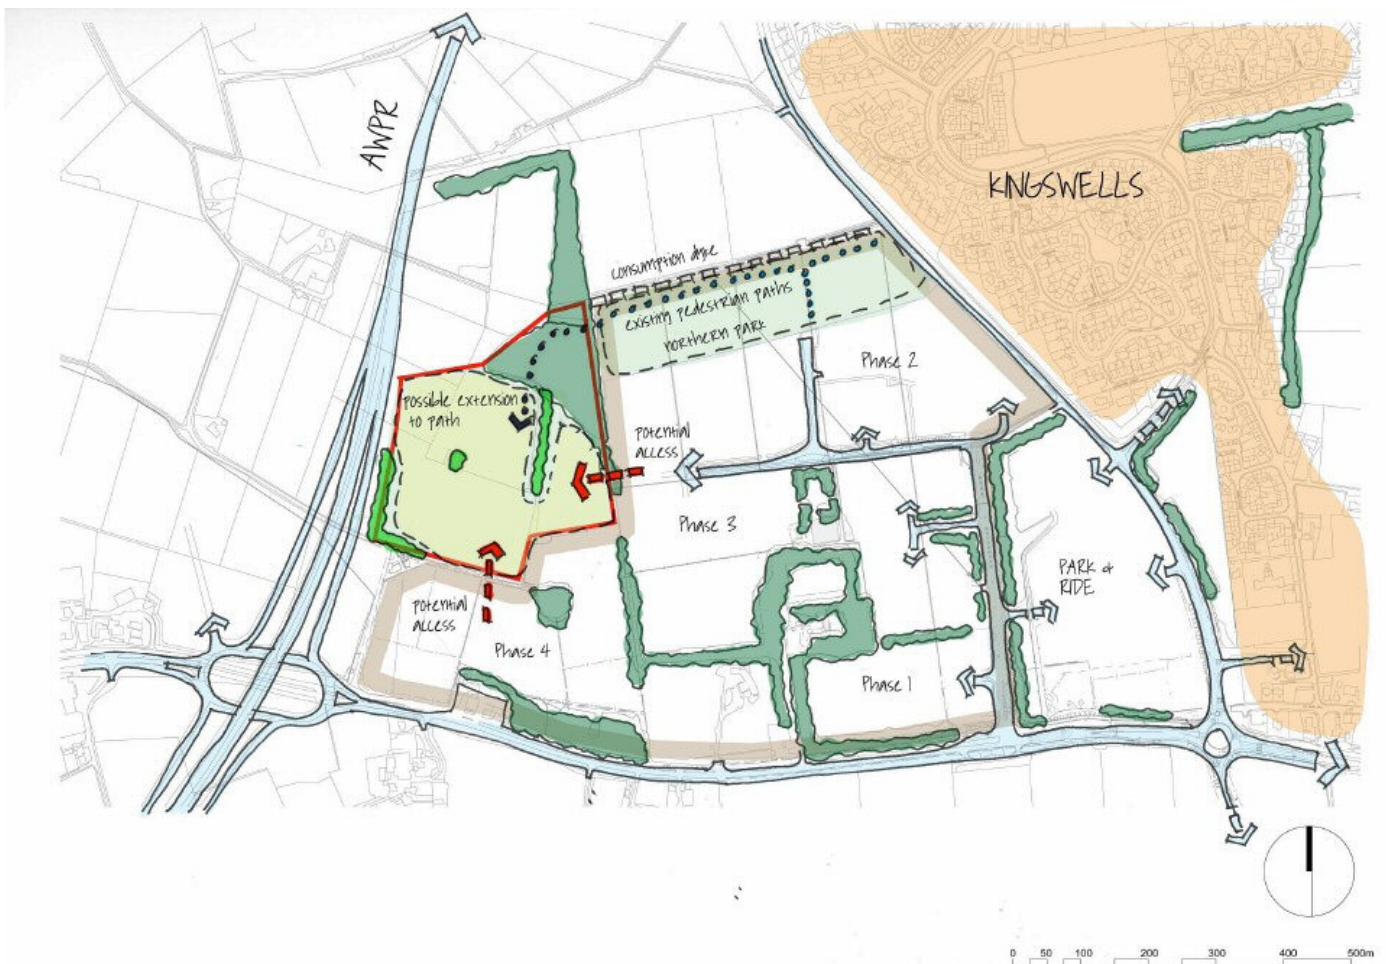 AWPR
KINGSWELLS
consumption dyke
existing pedestrian paths
northern park
Phase 2
possible extension
to path
potential
access
Phase 3
PARK &
RIDE
potential
access
Phase 4
Phase 1
0 50 100 200 300 400 500m